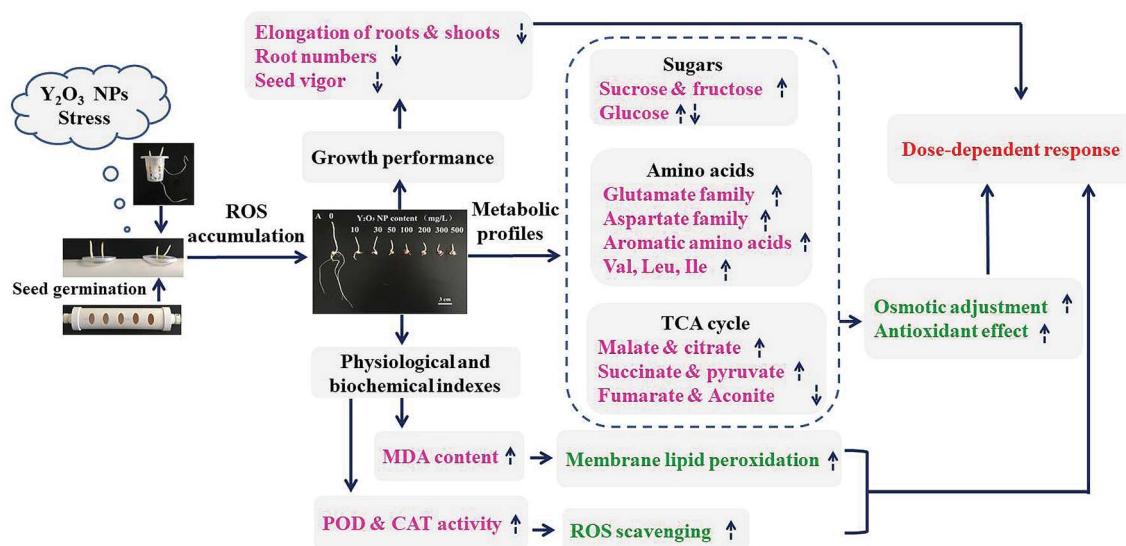 Y₂O₃ NPs
Stress
Seed germination
ROS
accumulation
Elongation of roots & shoots
Root numbers
Seed vigor
Growth performance
A 0 Y₂O₃ NP content （mg/L）
10 30 50 100 200 300 500
3 cm
Metabolic
profiles
Physiological and
biochemical indexes
MDA content
POD & CAT activity
Sugars
Sucrose & fructose
Glucose
Amino acids
Glutamate family
Aspartate family
Aromatic amino acids
Val, Leu, Ile
TCA cycle
Malate & citrate
Succinate & pyruvate
Fumarate & Aconite
Membrane lipid peroxidation
ROS scavenging
Osmotic adjustment
Antioxidant effect
Dose-dependent response